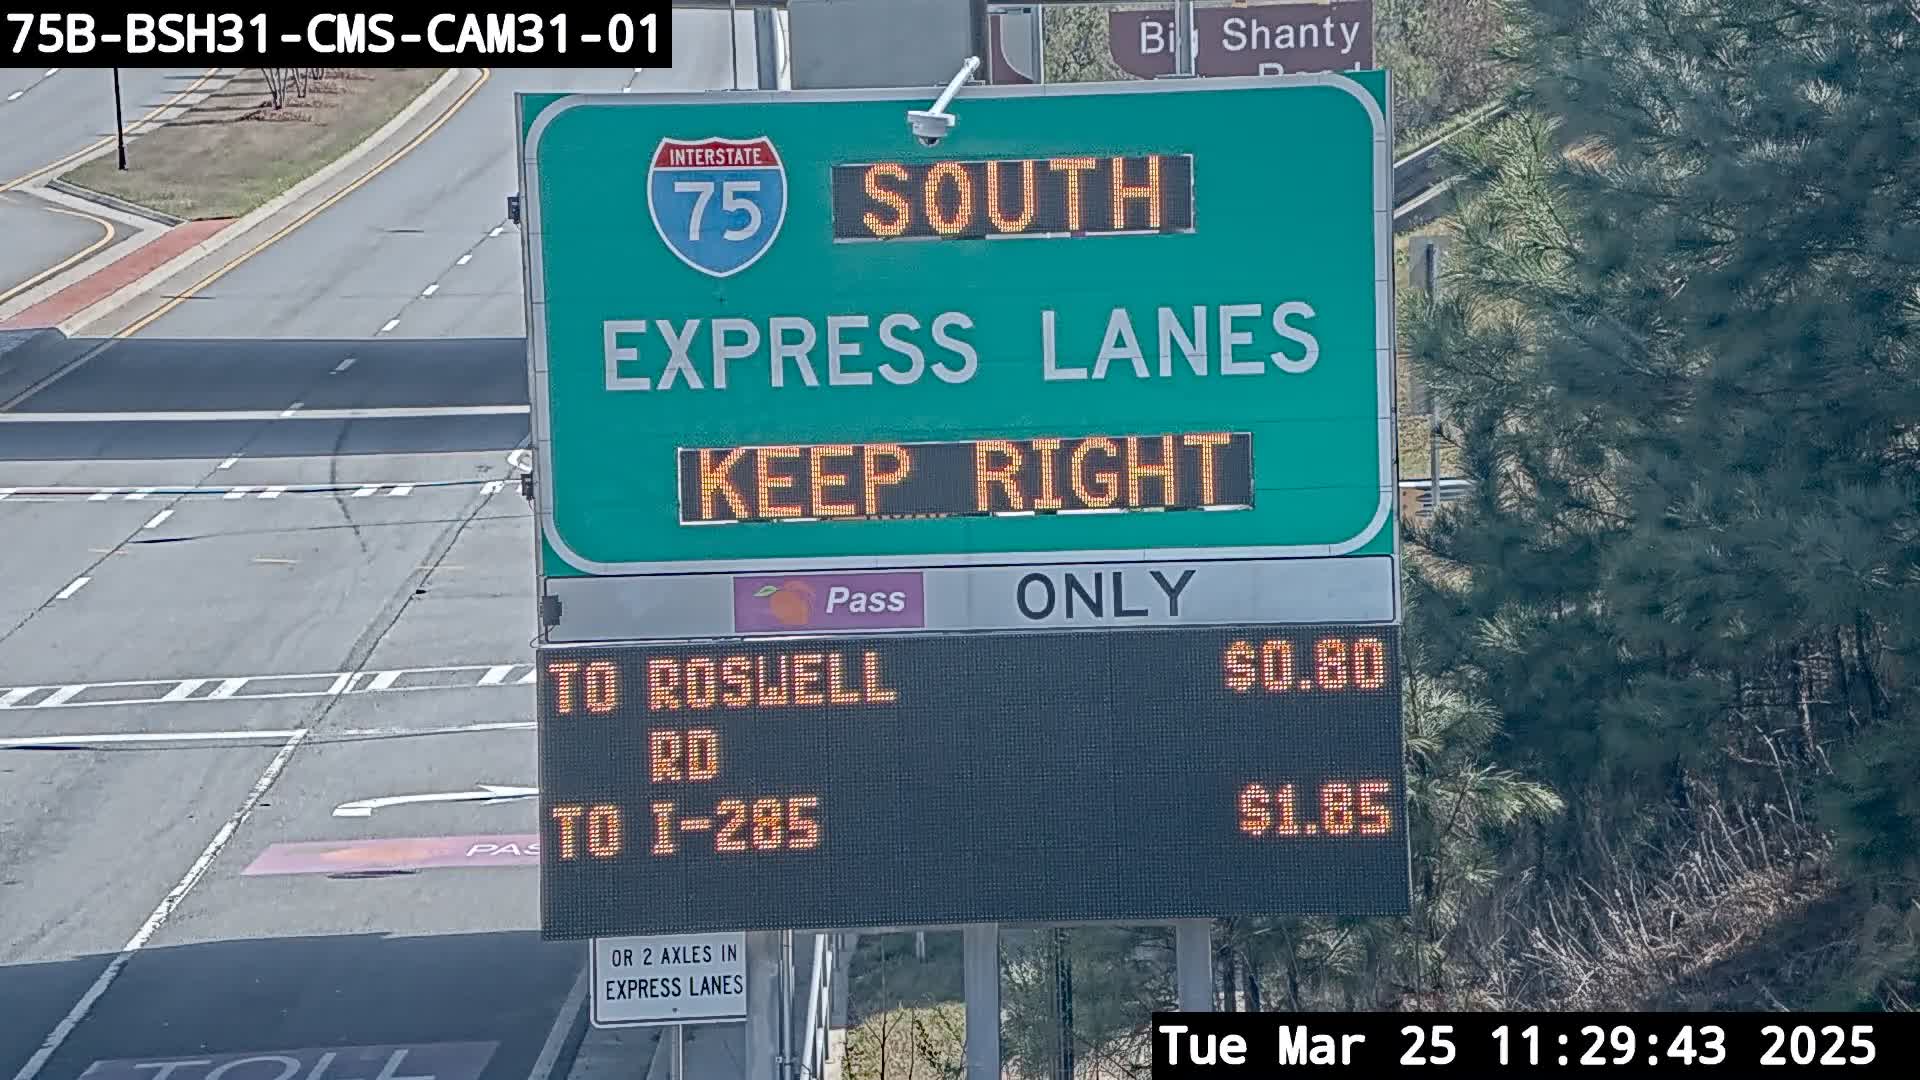 75B-BSH31-CMS-CAM31-01
Big Shanty
Road
INTERSTATE
75
SOUTH
EXPRESS LANES
KEEP RIGHT
Pass
ONLY
TO ROSWELL $0.80
RD
TO I-285 $1.85
PAS
OR 2 AXLES IN
EXPRESS LANES
TOLL
Tue Mar 25 11:29:43 2025